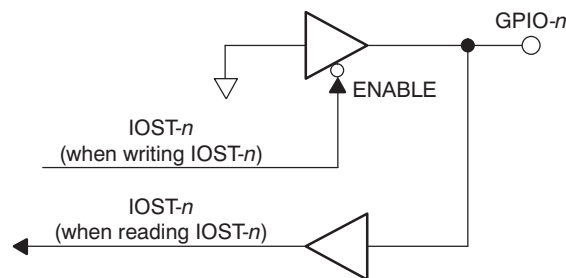 GPIO-n
ENABLE
IOST-n
(when writing IOST-n)
IOST-n
(when reading IOST-n)